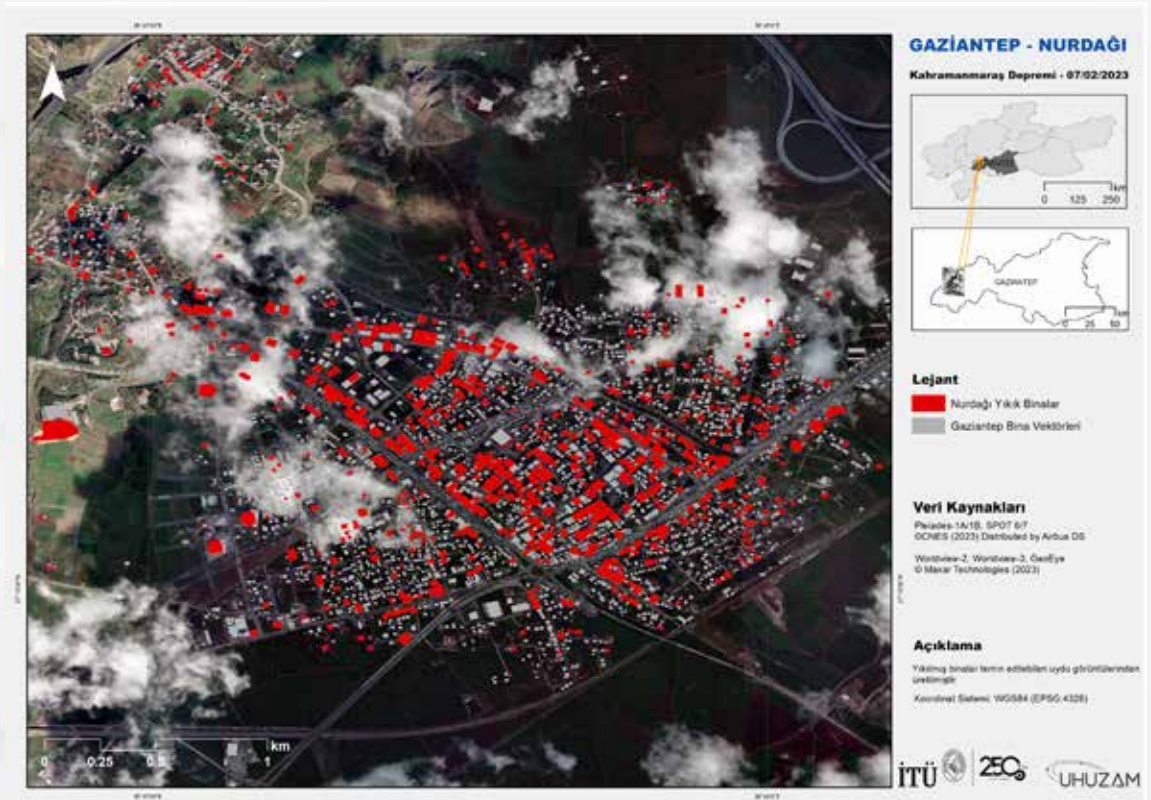 GAZİANTEP - NURDAĞI
Kahramanmaraş Depremi - 07/02/2023
km
0 125 250
GAZİANTEP
km
0 25 50
Lejant
Nurdağı Yıkık Binalar
Gaziantep Bina Vektörleri
Veri Kaynakları
Pleiades-1A/1B, SPOT 6/7
©CNES (2023) Distributed by Airbus DS
Worldview-2, Worldview-3, GeoEye
© Maxar Technologies (2023)
Açıklama
Yıkılmış binalar temin edilebilen uydu görüntülerinden
üretilmiştir
Koordinat Sistemi: WGS84 (EPSG:4326)
km
0 0.25 0.5 1
İTÜ 250 UHUZAM